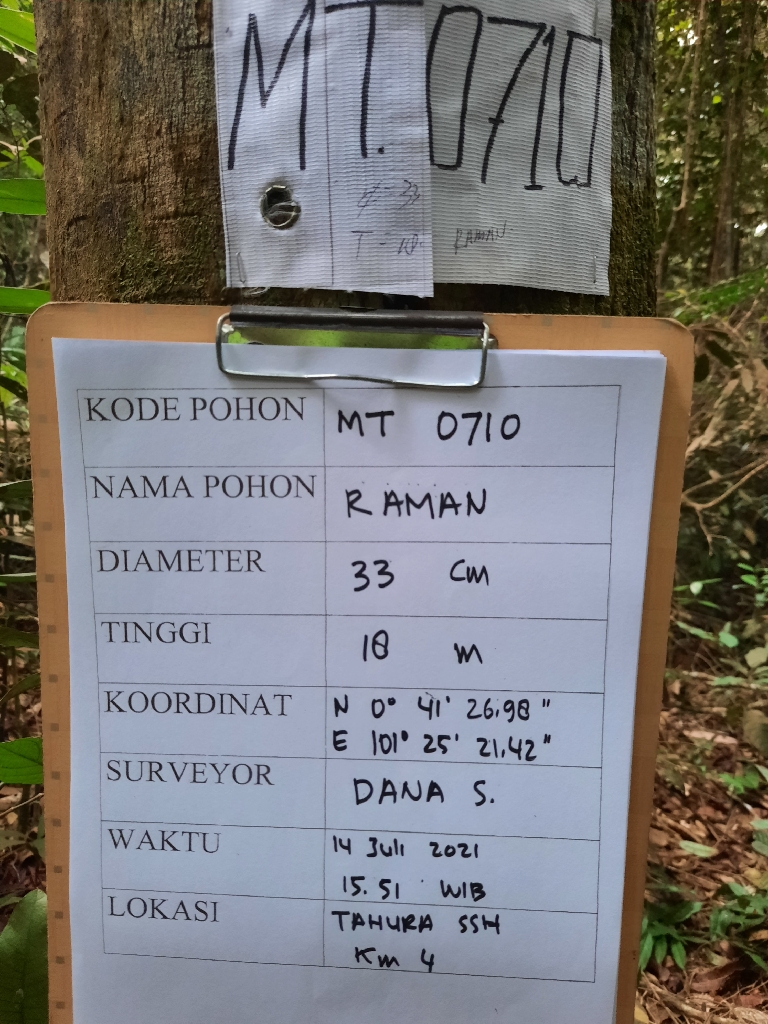 MT. 0710
φ = 33
T = 18. RAMAN
KODE POHON MT 0710
NAMA POHON RAMAN
DIAMETER 33 Cm
TINGGI 18 m
KOORDINAT N 0° 41' 26.98 "
E 101° 25' 21.42 "
SURVEYOR DANA S.
WAKTU 14 Juli 2021
15.51 WIB
LOKASI TAHURA SSH
Km 4